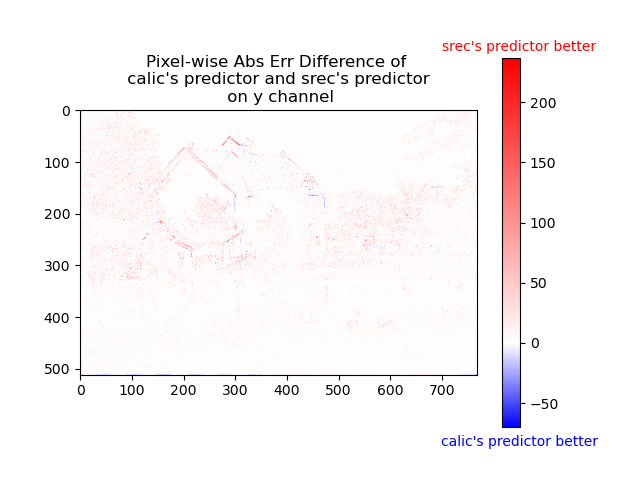 srec's predictor better
Pixel-wise Abs Err Difference of
calic's predictor and srec's predictor
on y channel
0
100
200
300
400
500
0 100 200 300 400 500 600 700
200
150
100
50
0
−50
calic's predictor better